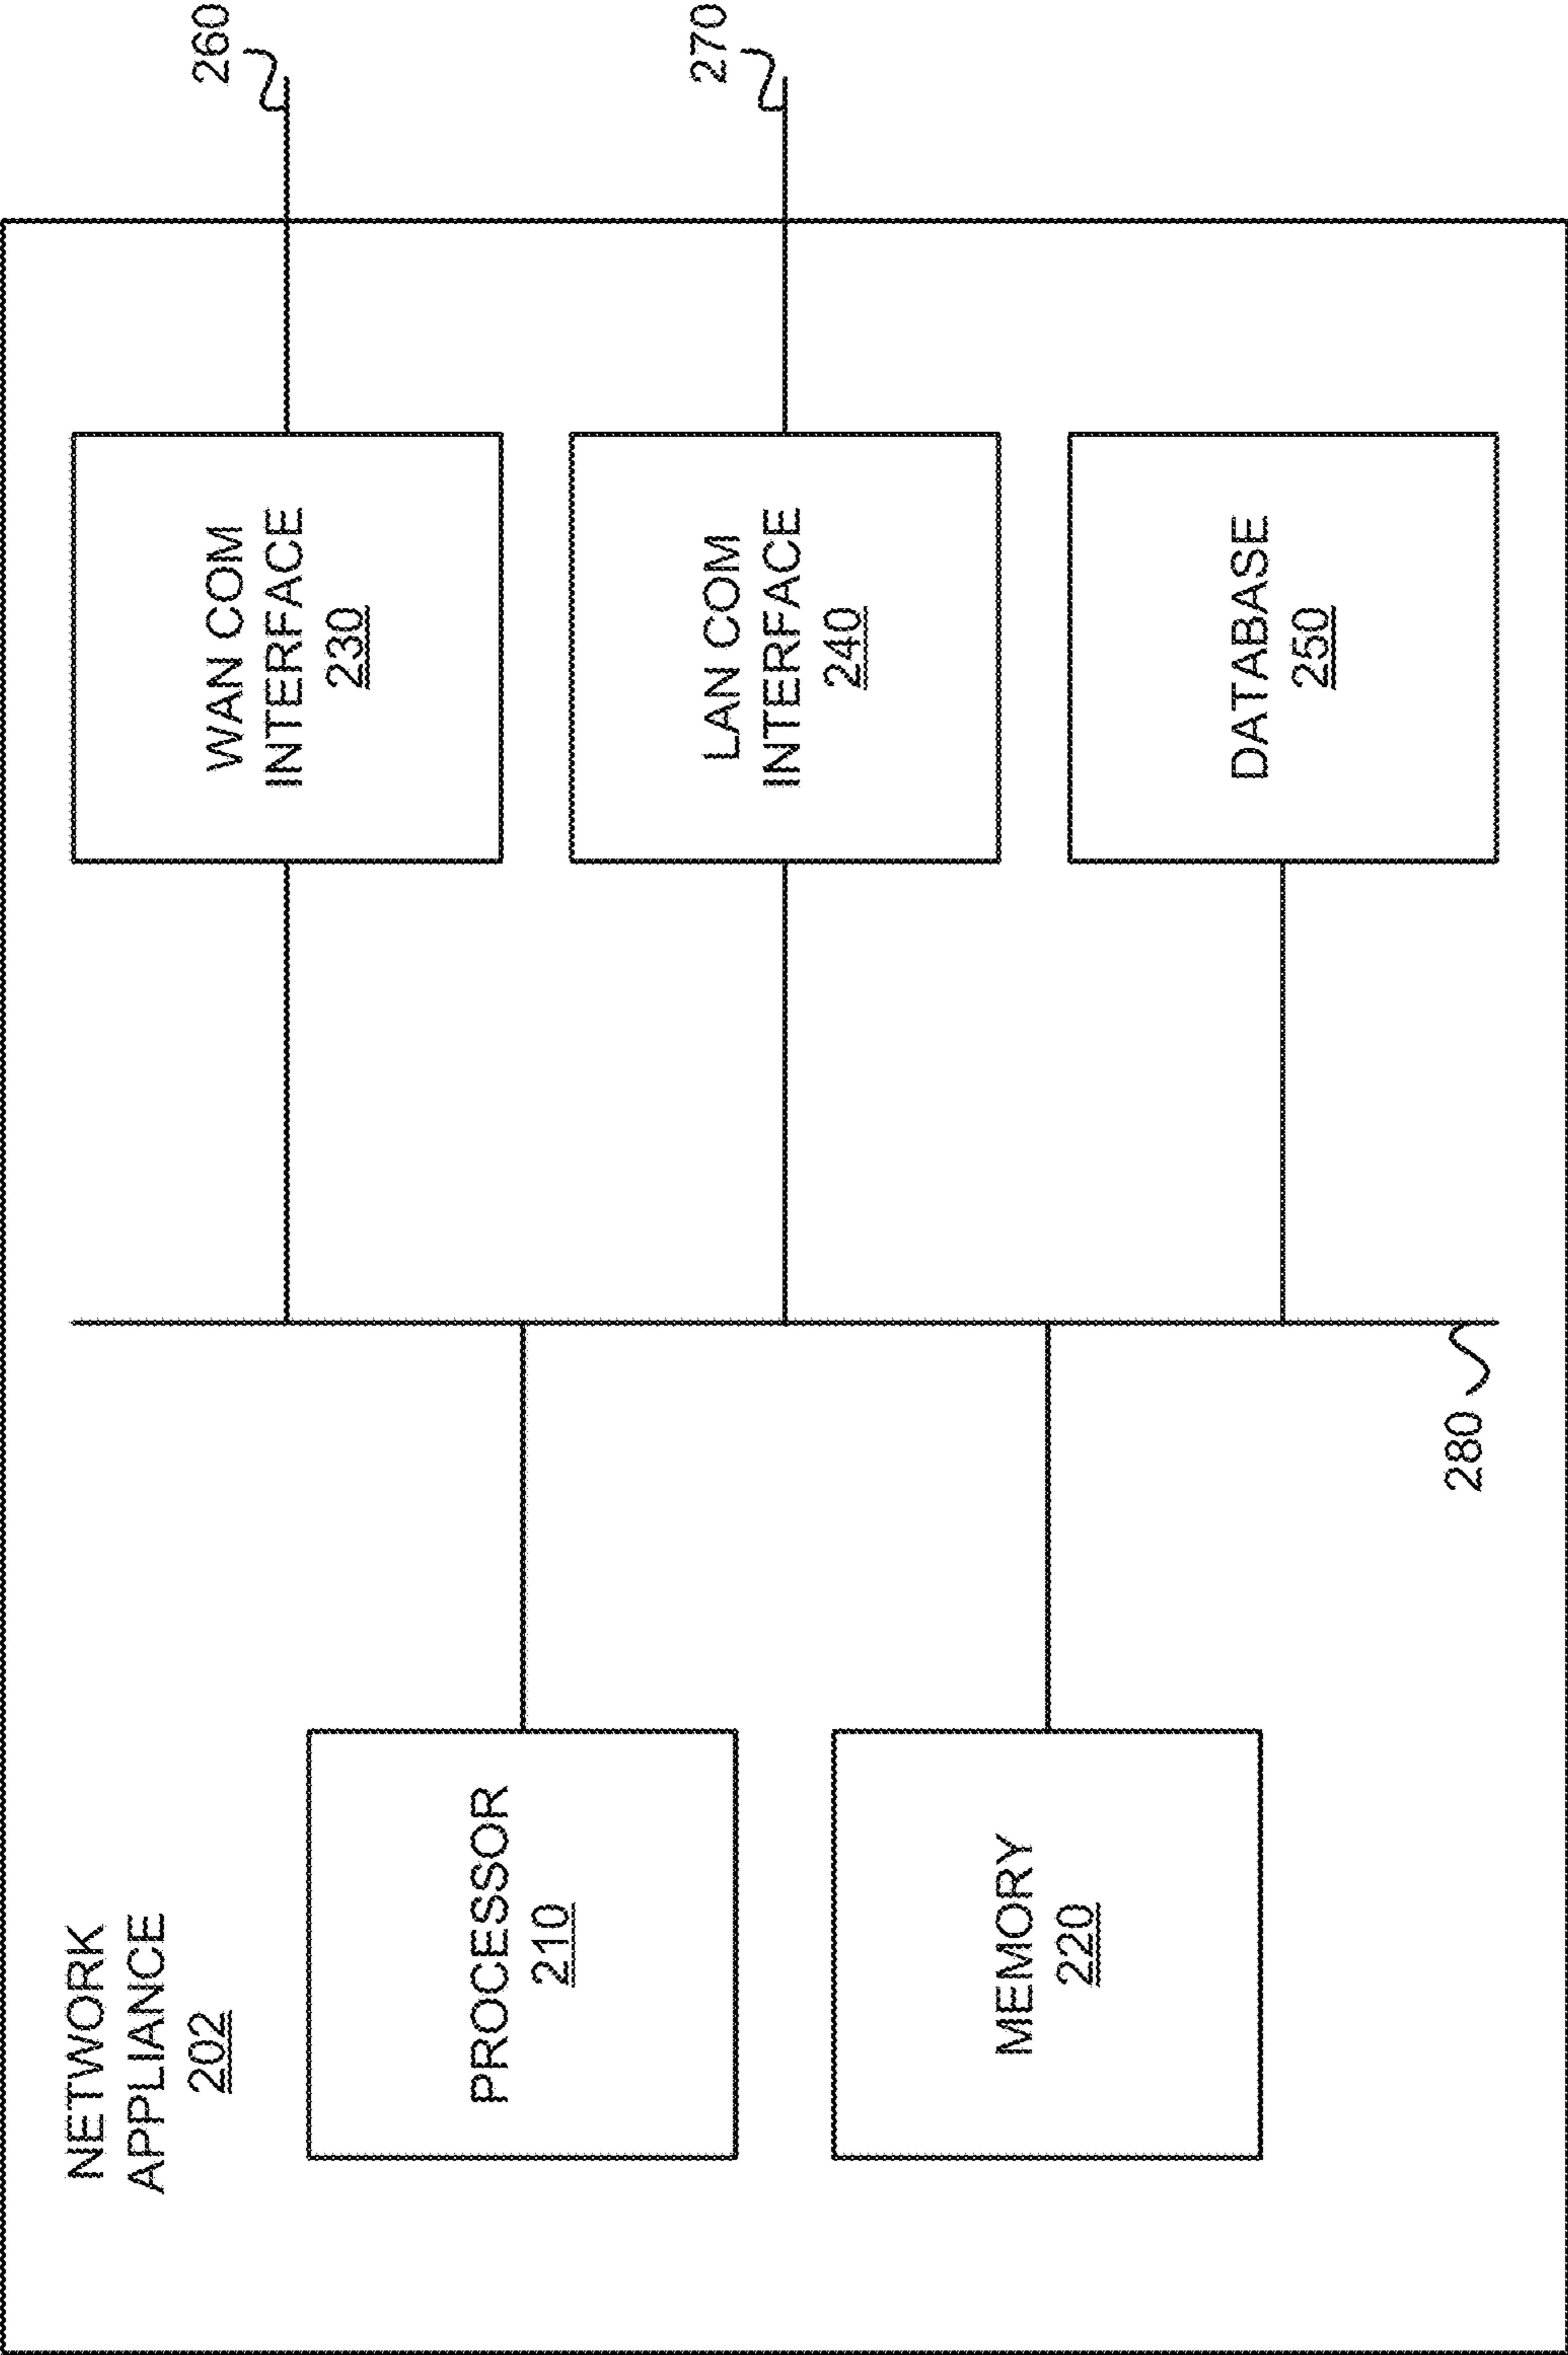 NETWORK
APPLIANCE
202
PROCESSOR
210
MEMORY
220
280
WAN COM
INTERFACE
230
LAN COM
INTERFACE
240
DATABASE
250
260
270